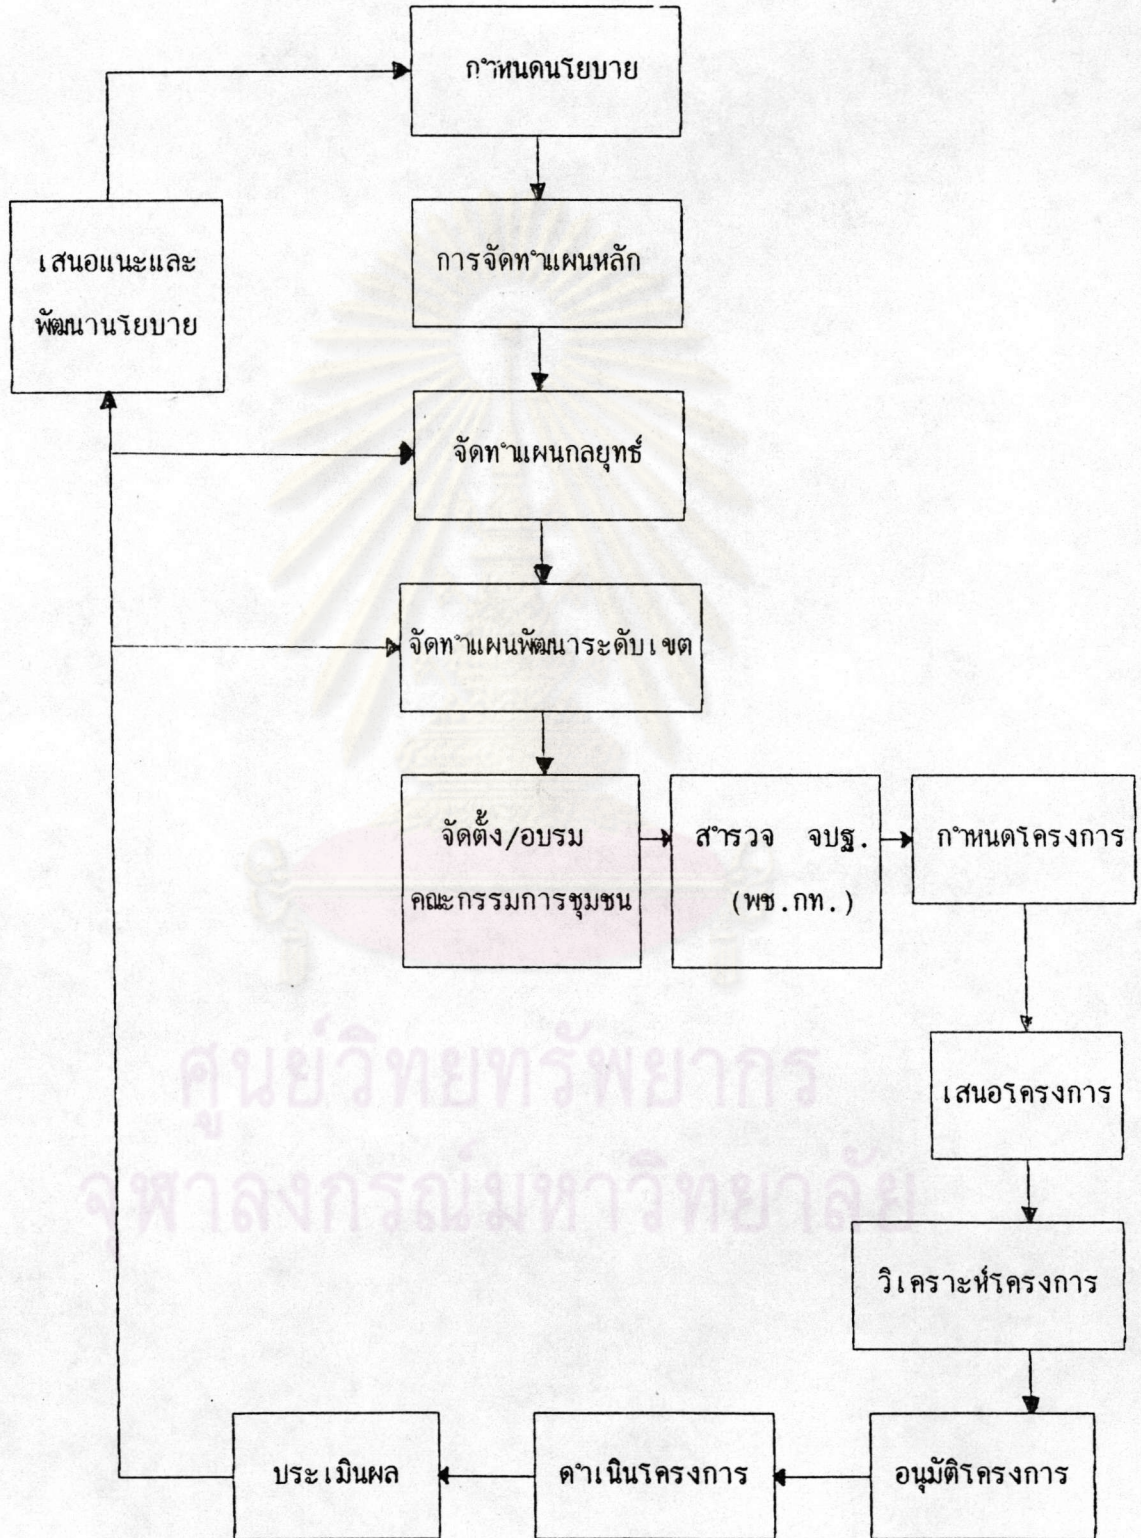 กำหนดนโยบาย
เสนอแนะและ
พัฒนานโยบาย
การจัดทำแผนหลัก
จัดทำแผนกลยุทธ์
จัดทำแผนพัฒนาระดับเขต
จัดตั้ง/อบรม
คณะกรรมการชุมชน
สำรวจ จปฐ.
(พช.กท.)
กำหนดโครงการ
เสนอโครงการ
วิเคราะห์โครงการ
อนุมัติโครงการ
ดำเนินโครงการ
ประเมินผล
ศูนย์วิทยทรัพยากร
จุฬาลงกรณ์มหาวิทยาลัย